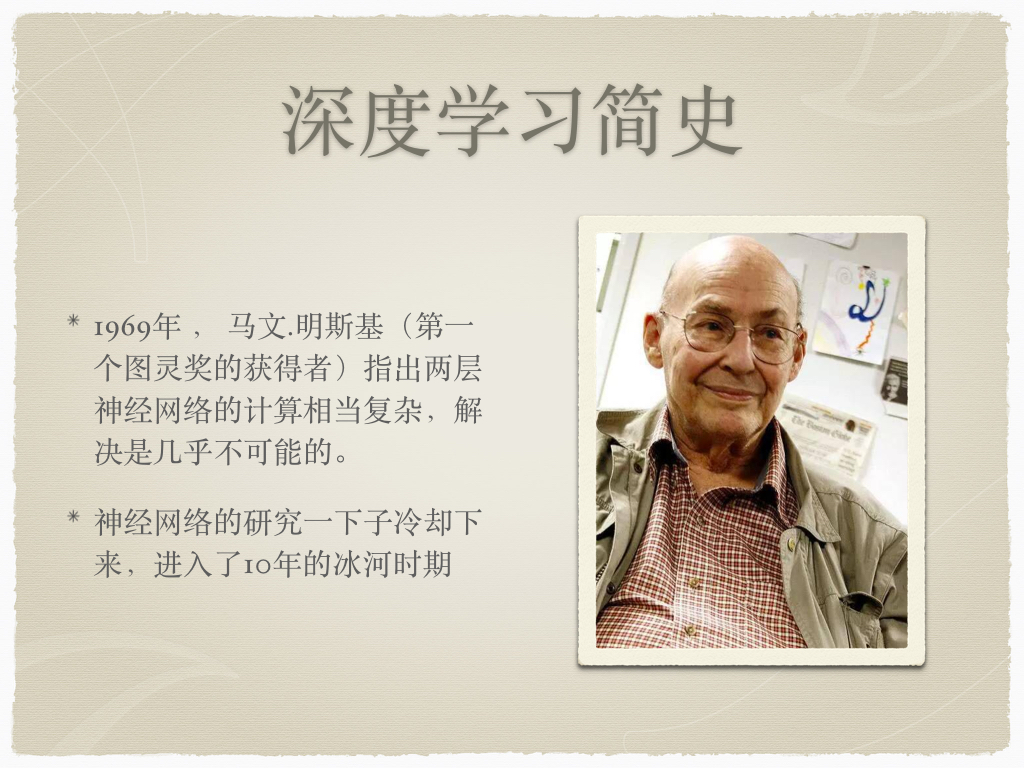 深度学习简史
* 1969年， 马文.明斯基（第一
个图灵奖的获得者）指出两层
神经网络的计算相当复杂，解
决是几乎不可能的。
* 神经网络的研究一下子冷却下
来，进入了10年的冰河时期
The Boston Globe